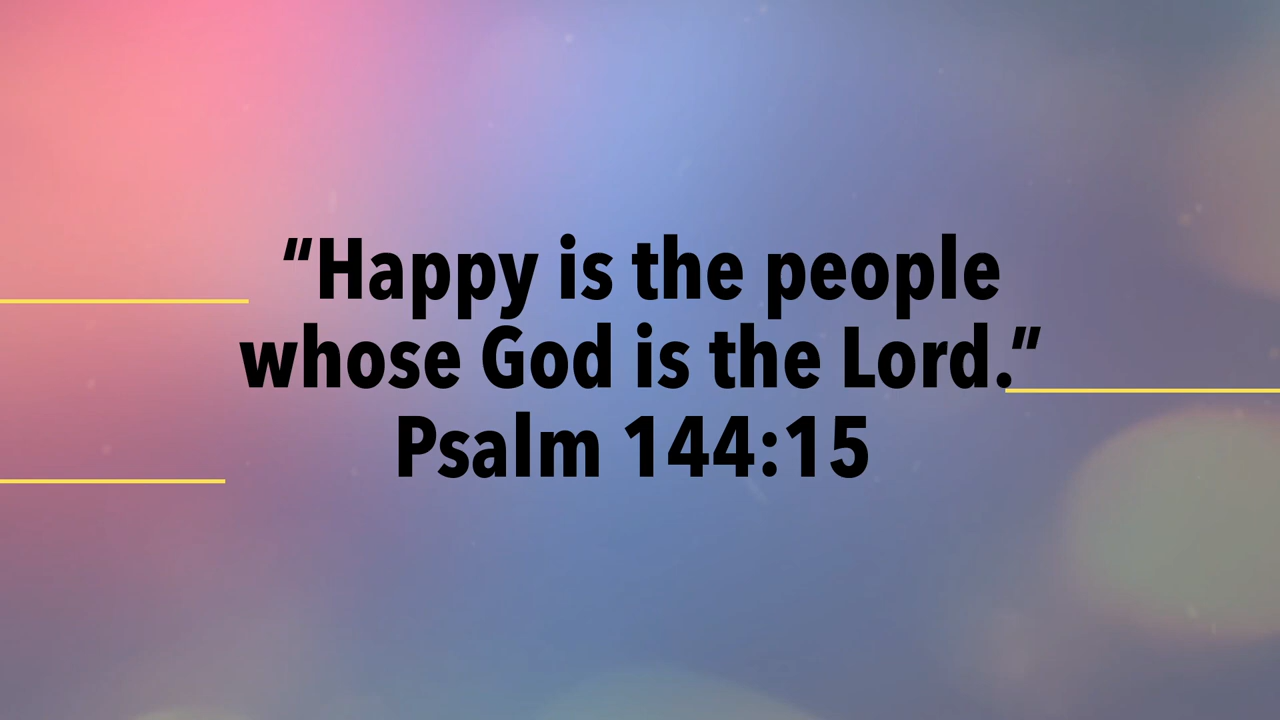 “Happy is the people
whose God is the Lord.”
Psalm 144:15